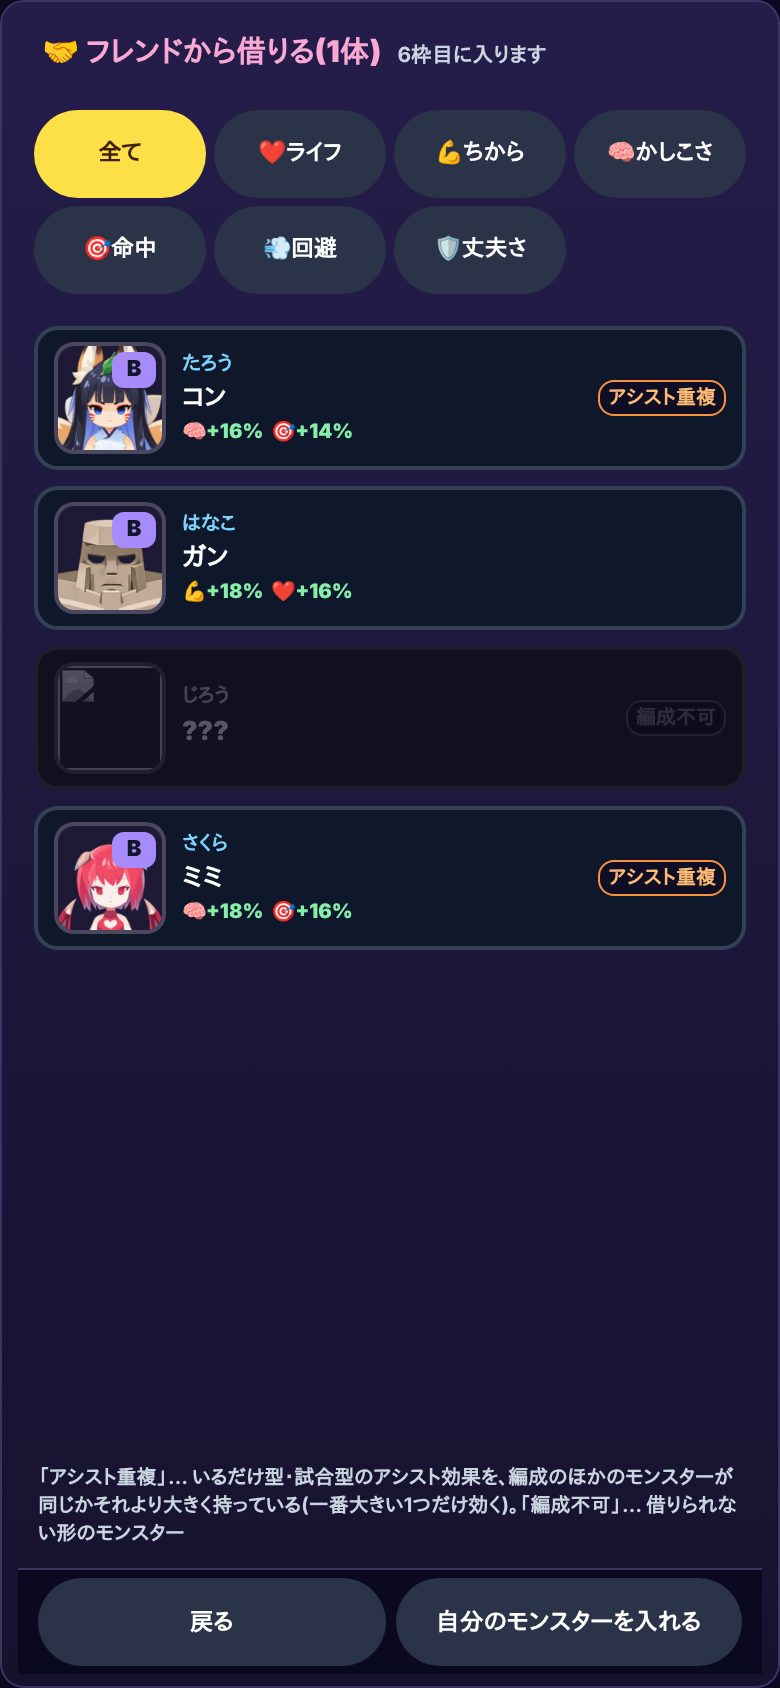 🤝 フレンドから借りる(1体) 6枠目に入ります
全て ❤️ライフ 💪ちから 🧠かしこさ
🎯命中 💨回避 🛡️丈夫さ
B
たろう
コン
🧠+16% 🎯+14%
アシスト重複
B
はなこ
ガン
💪+18% ❤️+16%
じろう
???
編成不可
B
さくら
ミミ
🧠+18% 🎯+16%
アシスト重複
「アシスト重複」… いるだけ型・試合型のアシスト効果を、編成のほかのモンスターが
同じかそれより大きく持っている(一番大きい1つだけ効く)。「編成不可」… 借りられな
い形のモンスター
戻る 自分のモンスターを入れる